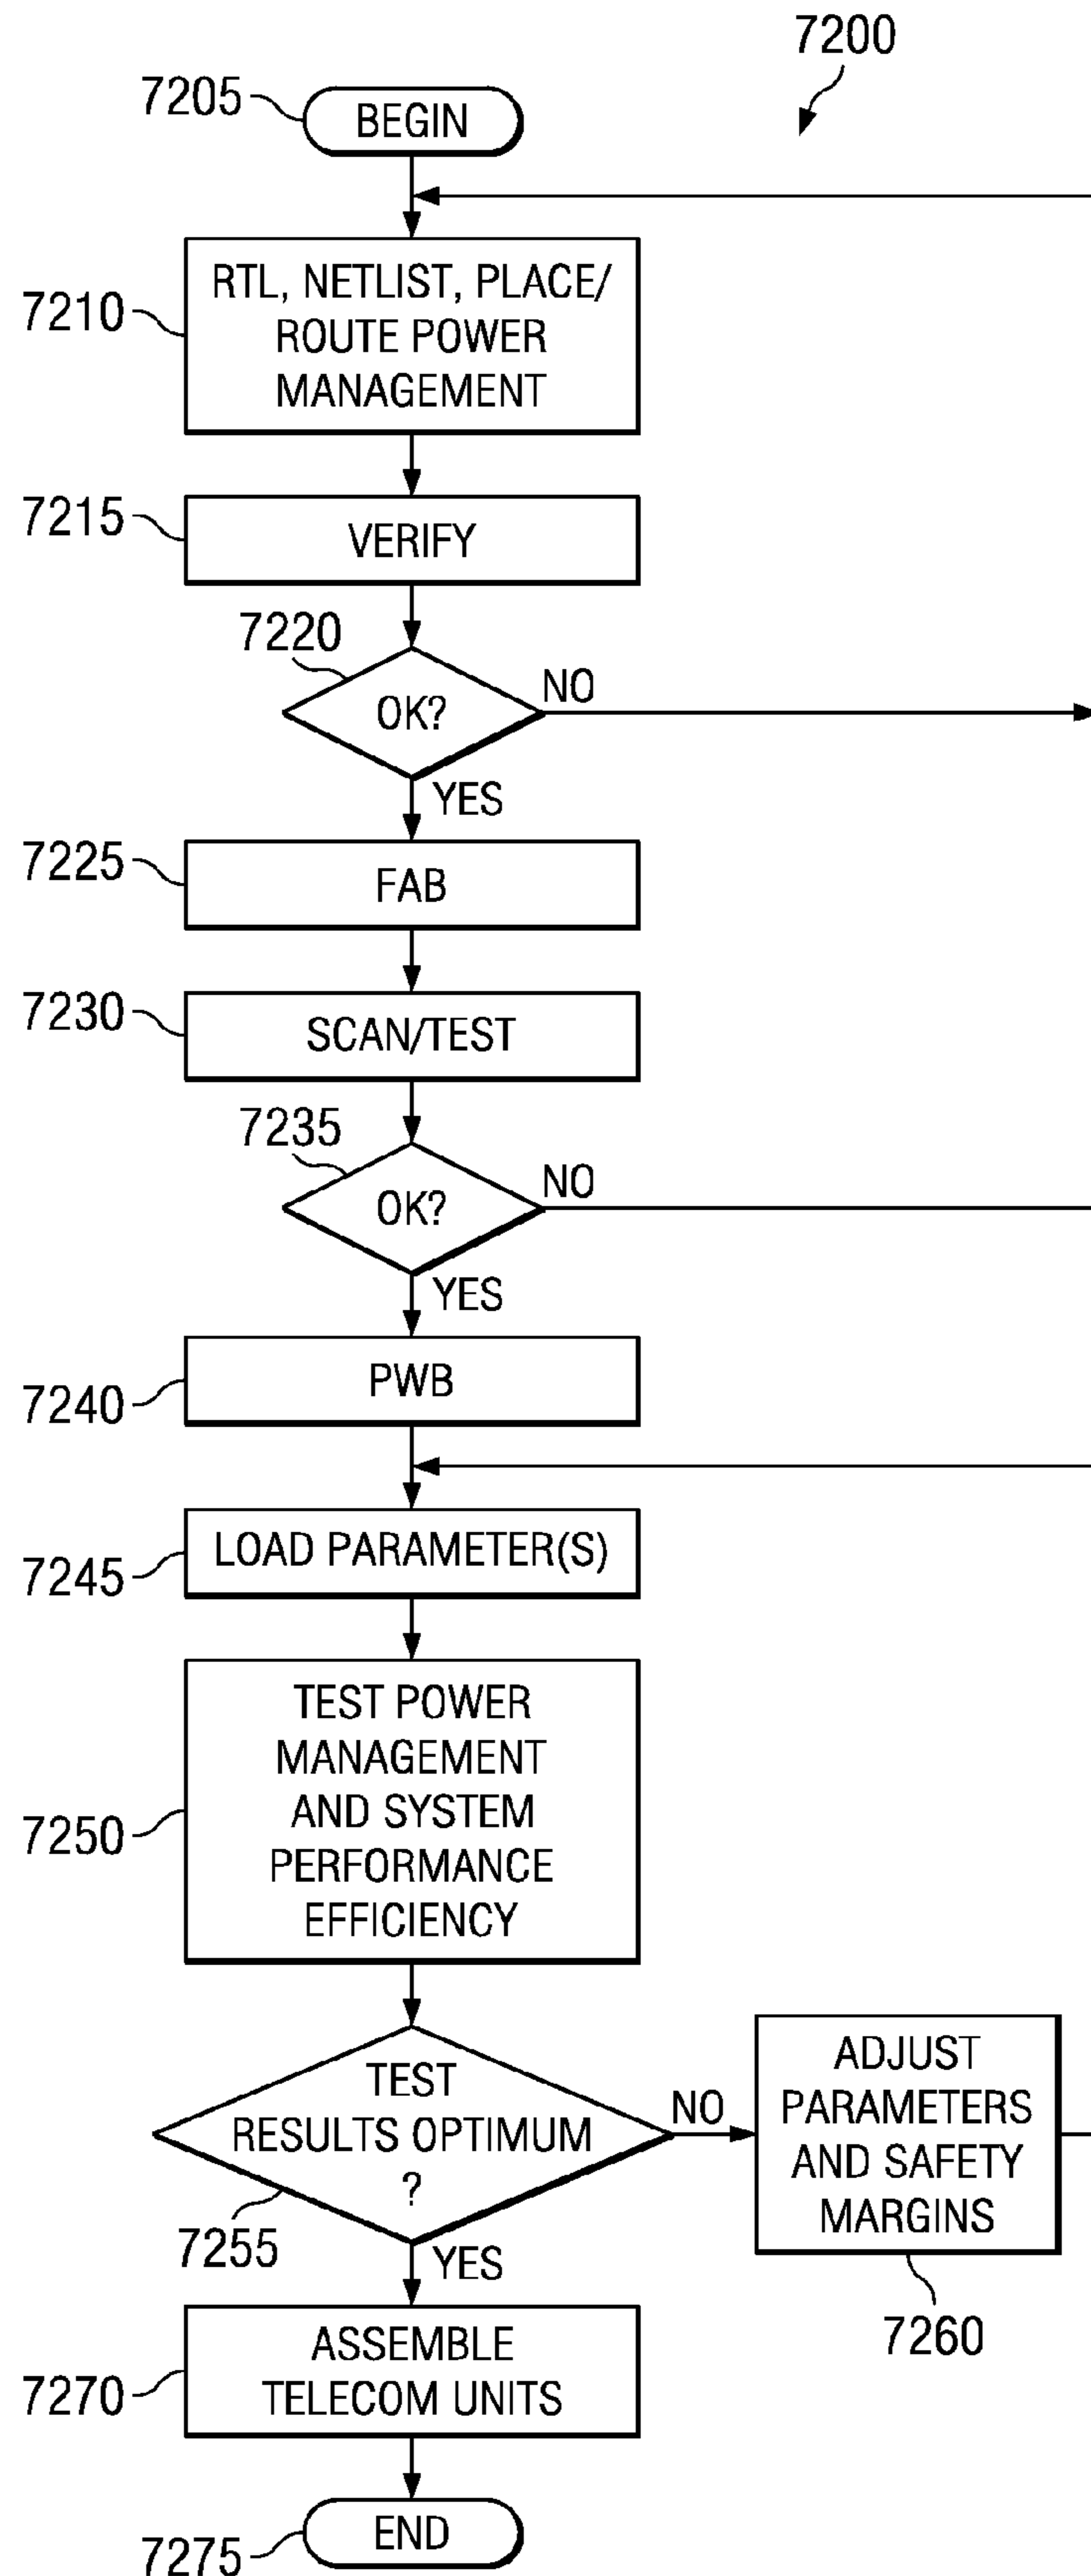 7200
7205
BEGIN
7210
RTL, NETLIST, PLACE/
ROUTE POWER
MANAGEMENT
7215
VERIFY
7220
OK?
NO
YES
7225
FAB
7230
SCAN/TEST
7235
OK?
NO
YES
PWB
7240
LOAD PARAMETER(S)
7245
TEST POWER
MANAGEMENT
AND SYSTEM
PERFORMANCE
EFFICIENCY
7250
TEST
RESULTS OPTIMUM
?
7255
NO
ADJUST
PARAMETERS
AND SAFETY
MARGINS
7260
YES
ASSEMBLE
TELECOM UNITS
7270
END
7275